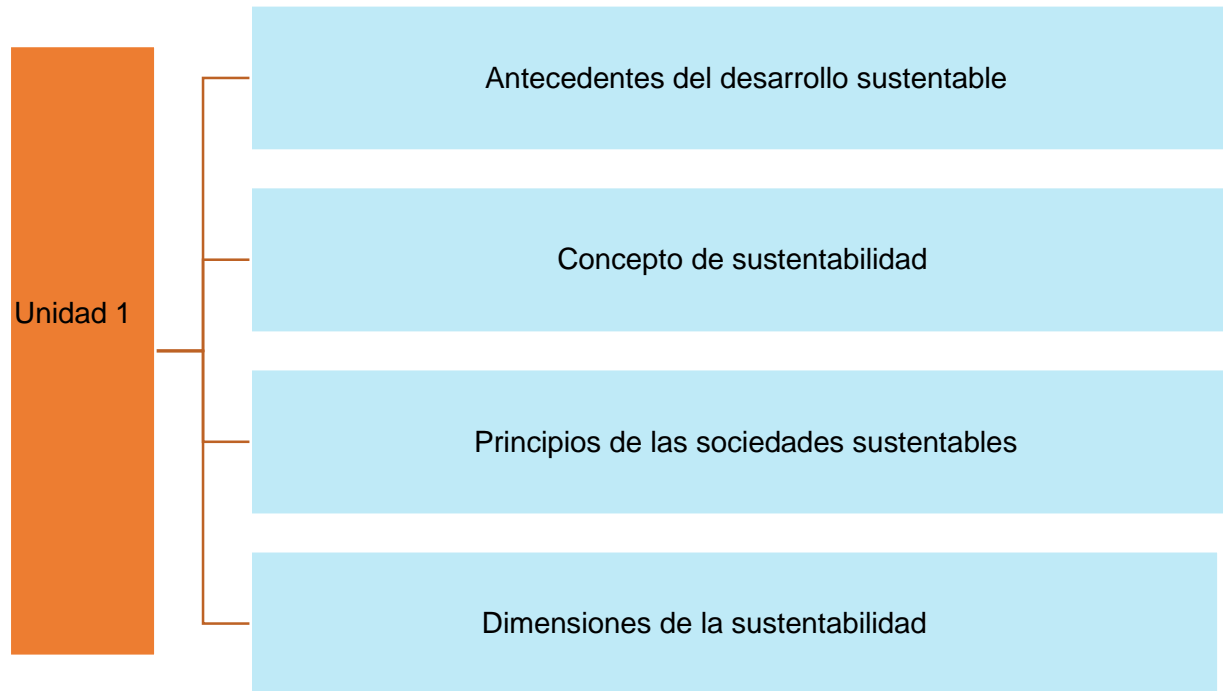 Unidad 1
Antecedentes del desarrollo sustentable
Concepto de sustentabilidad
Principios de las sociedades sustentables
Dimensiones de la sustentabilidad